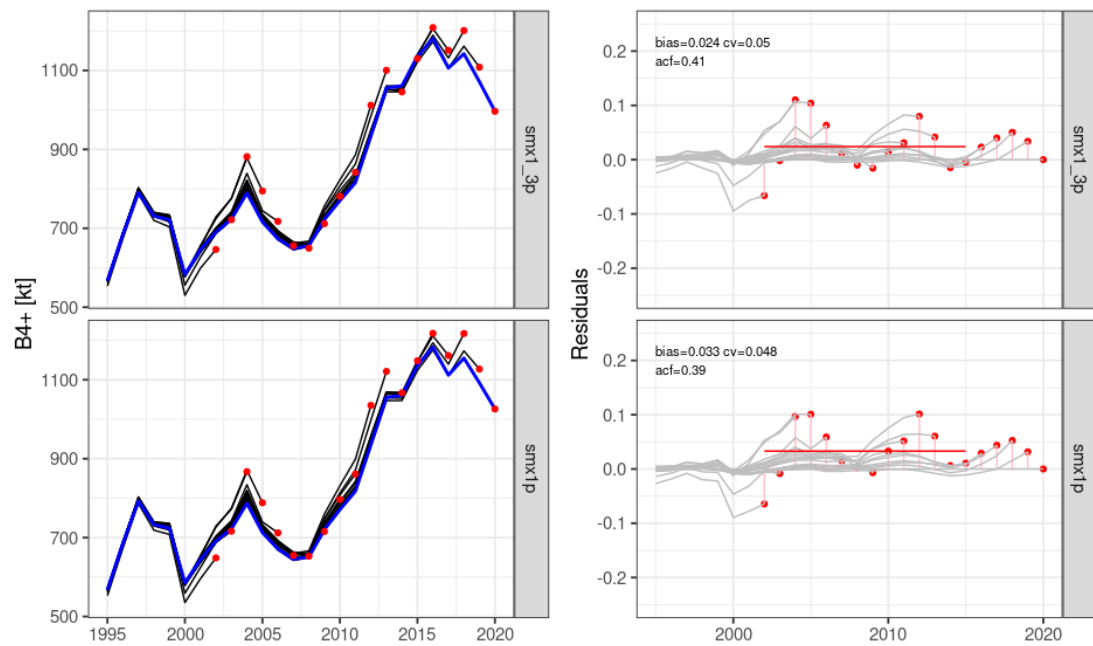 B4+ [kt]
1100
900
700
500
smx1_3p
1100
900
700
500
smx1p
1995
2000
2005
2010
2015
2020
Residuals
0.2
0.1
0.0
-0.1
-0.2
bias=0.024 cv=0.05
acf=0.41
smx1_3p
0.2
0.1
0.0
-0.1
-0.2
bias=0.033 cv=0.048
acf=0.39
smx1p
2000
2010
2020